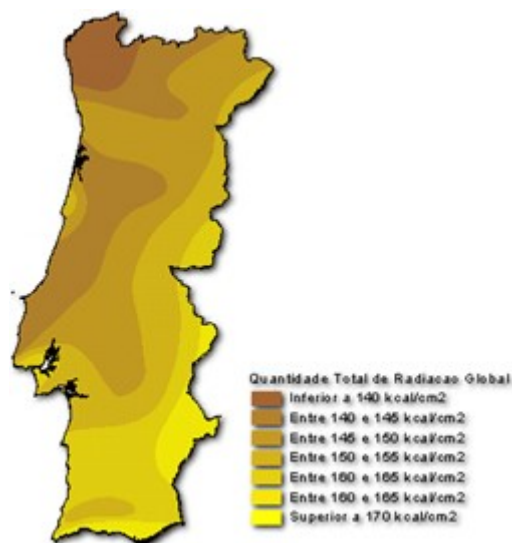 Quantidade Total de Radiacao Global
Inferior a 140 kcal/cm2
Entre 140 e 145 kcal/cm2
Entre 145 e 150 kcal/cm2
Entre 150 e 155 kcal/cm2
Entre 160 e 165 kcal/cm2
Entre 160 e 165 kcal/cm2
Superior a 170 kcal/cm2